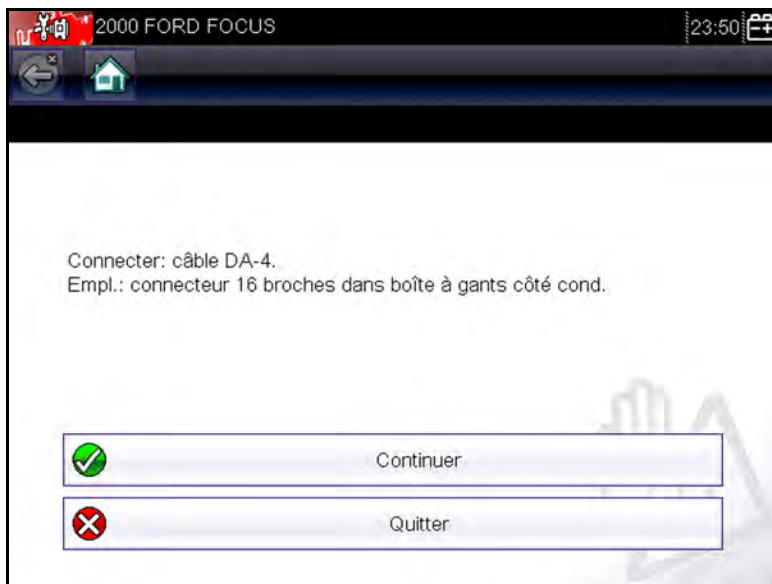 2000 FORD FOCUS
23:50
Connecter: câble DA-4.
Empl.: connecteur 16 broches dans boîte à gants côté cond.
Continuer
Quitter